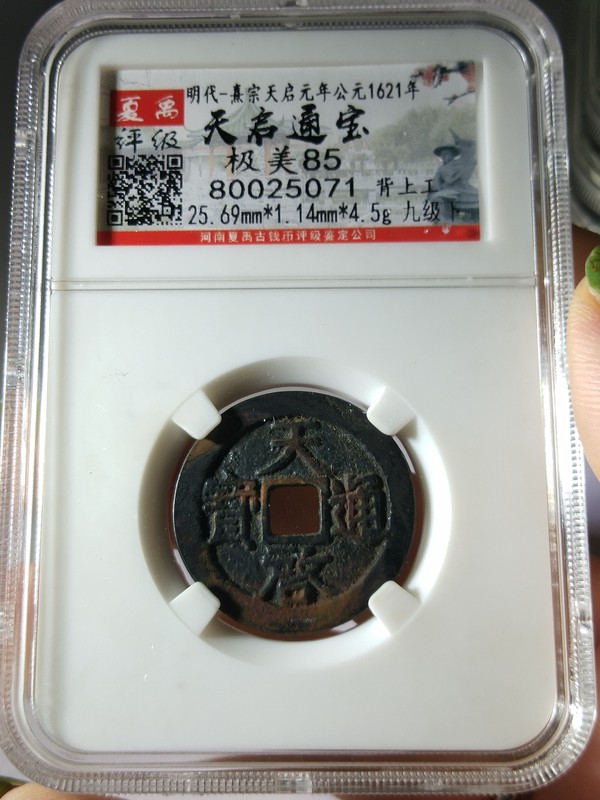 夏禹
评级
明代-熹宗天启元年公元1621年
天启通宝
极美85
80025071 背上工
25.69mm*1.14mm*4.5g 九级下
河南夏禹古钱币评级鉴定公司
天
寳 通
啓